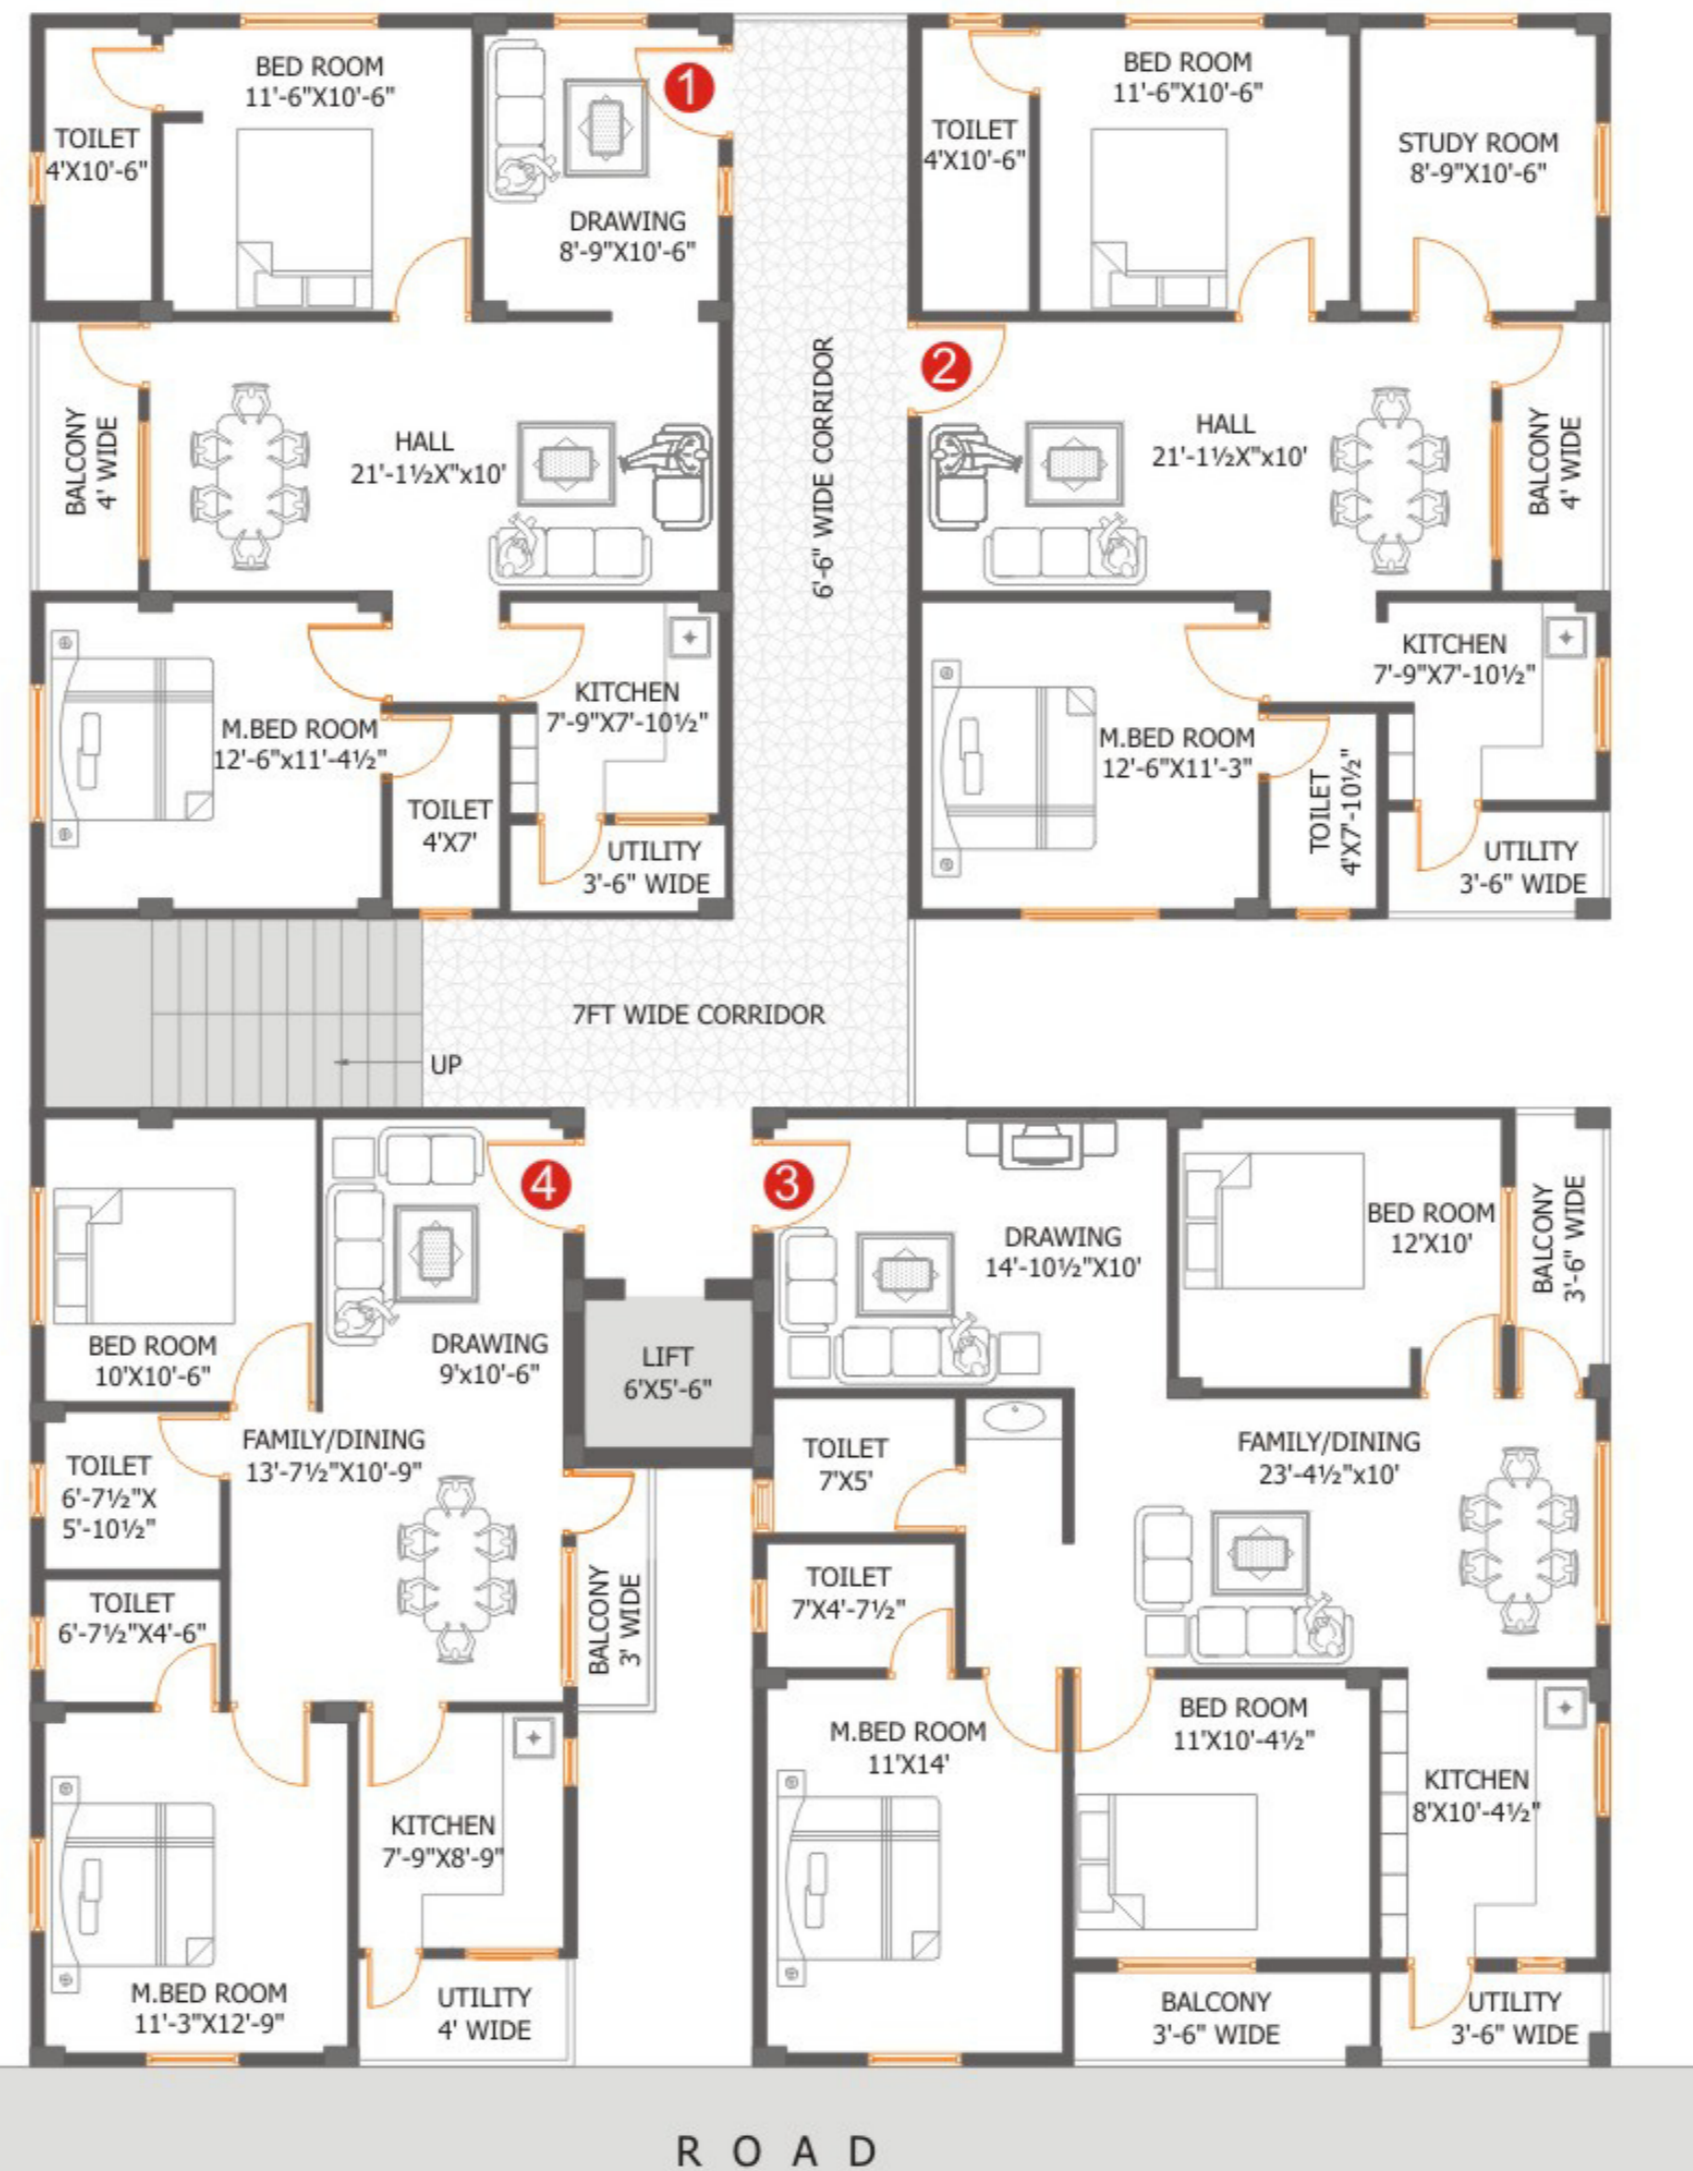 BED ROOM
11'-6"X10'-6"
1
TOILET
4'X10'-6"
DRAWING
8'-9"X10'-6"
BALCONY
4' WIDE
HALL
21'-1½X"x10'
M.BED ROOM
12'-6"x11'-4½"
KITCHEN
7'-9"X7'-10½"
TOILET
4'X7'
UTILITY
3'-6" WIDE
6'-6" WIDE CORRIDOR
BED ROOM
11'-6"X10'-6"
TOILET
4'X10'-6"
STUDY ROOM
8'-9"X10'-6"
2
HALL
21'-1½X"x10'
BALCONY
4' WIDE
KITCHEN
7'-9"X7'-10½"
M.BED ROOM
12'-6"X11'-3"
TOILET
4'X7'-10½"
UTILITY
3'-6" WIDE
7FT WIDE CORRIDOR
UP
4
BED ROOM
10'X10'-6"
DRAWING
9'x10'-6"
LIFT
6'X5'-6"
FAMILY/DINING
13'-7½"X10'-9"
TOILET
6'-7½"X
5'-10½"
TOILET
6'-7½"X4'-6"
BALCONY
3' WIDE
KITCHEN
7'-9"X8'-9"
M.BED ROOM
11'-3"X12'-9"
UTILITY
4' WIDE
3
DRAWING
14'-10½"X10'
BED ROOM
12'X10'
BALCONY
3'-6" WIDE
TOILET
7'X5'
FAMILY/DINING
23'-4½"x10'
TOILET
7'X4'-7½"
M.BED ROOM
11'X14'
BED ROOM
11'X10'-4½"
KITCHEN
8'X10'-4½"
BALCONY
3'-6" WIDE
UTILITY
3'-6" WIDE
ROAD